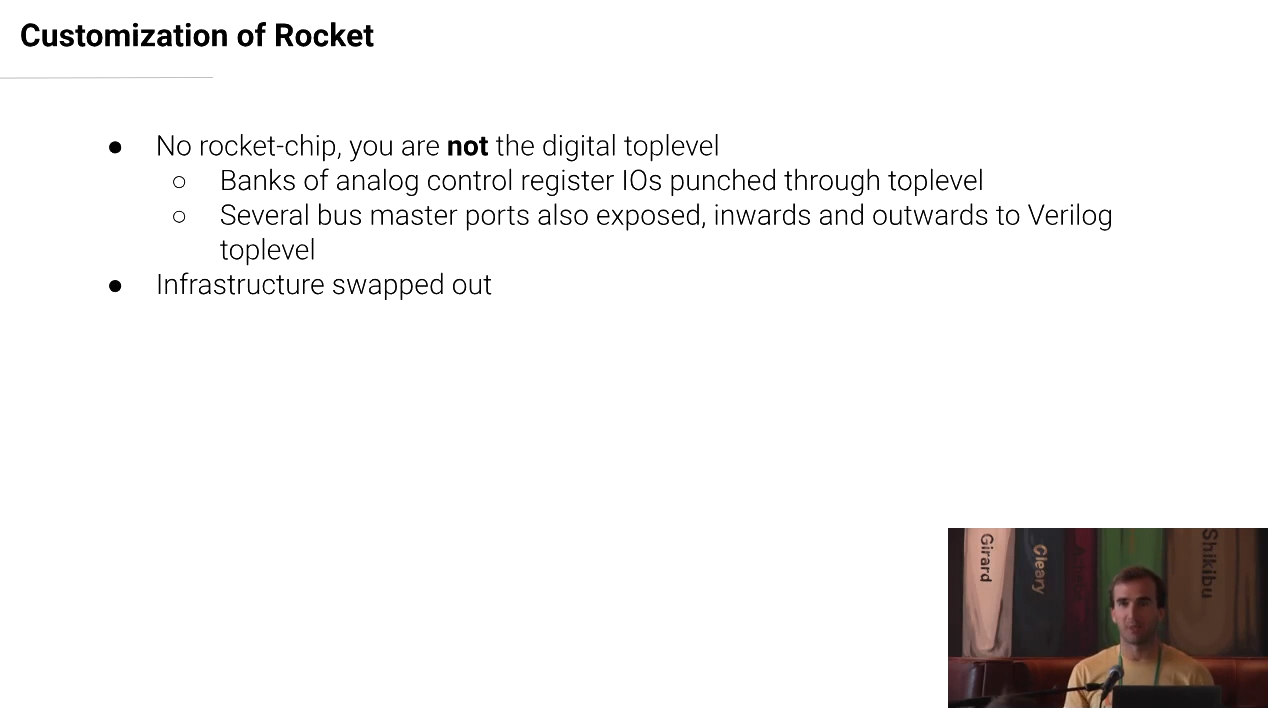 Customization of Rocket
● No rocket-chip, you are not the digital toplevel
○ Banks of analog control register IOs punched through toplevel
○ Several bus master ports also exposed, inwards and outwards to Verilog
toplevel
● Infrastructure swapped out
Girard
Cleary
Shikibu